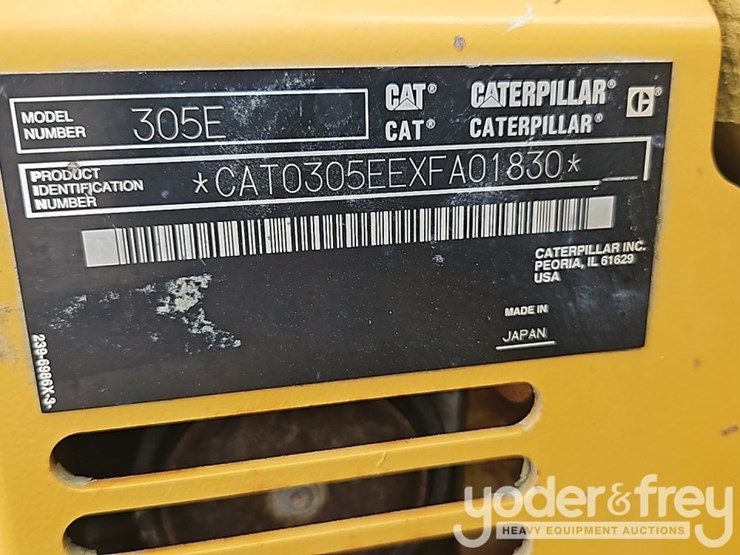 MODEL
NUMBER
305E
CAT® CATERPILLAR® C®
CAT® CATERPILLAR®
PRODUCT
IDENTIFICATION
NUMBER
*CAT0305EEXFA01830*
CATERPILLAR INC.
PEORIA, IL 61629
USA
MADE IN
JAPAN
239-6986X-3
yoder&frey
HEAVY EQUIPMENT AUCTIONS